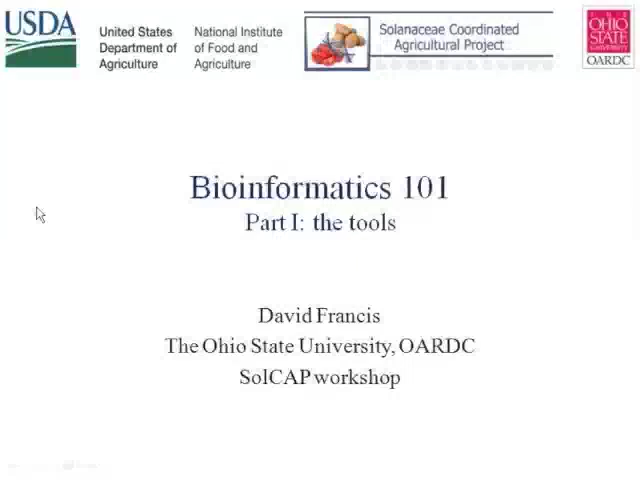 USDA
United States
Department of
Agriculture
National Institute
of Food and
Agriculture
Solanaceae Coordinated
Agricultural Project
THE
OHIO
STATE
UNIVERSITY
OARDC
Bioinformatics 101
Part I: the tools
David Francis
The Ohio State University, OARDC
SolCAP workshop